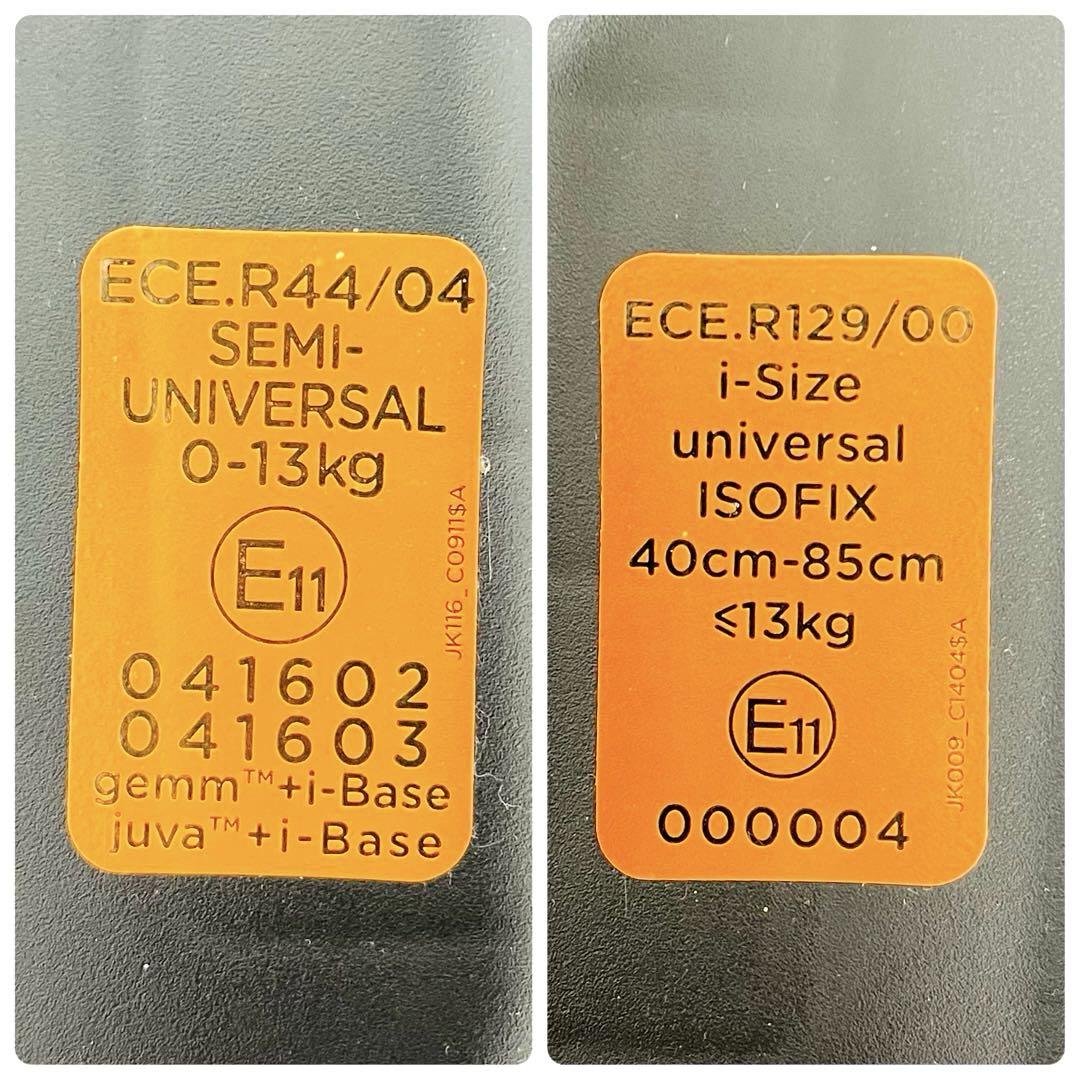 ECE.R44/04
SEMI-
UNIVERSAL
0-13kg
E11
JK116_C0911$A
041602
041603
gemm™+i-Base
juva™+i-Base
ECE.R129/00
i-Size
universal
ISOFIX
40cm-85cm
≤13kg
E11
JK009_C1404$A
000004